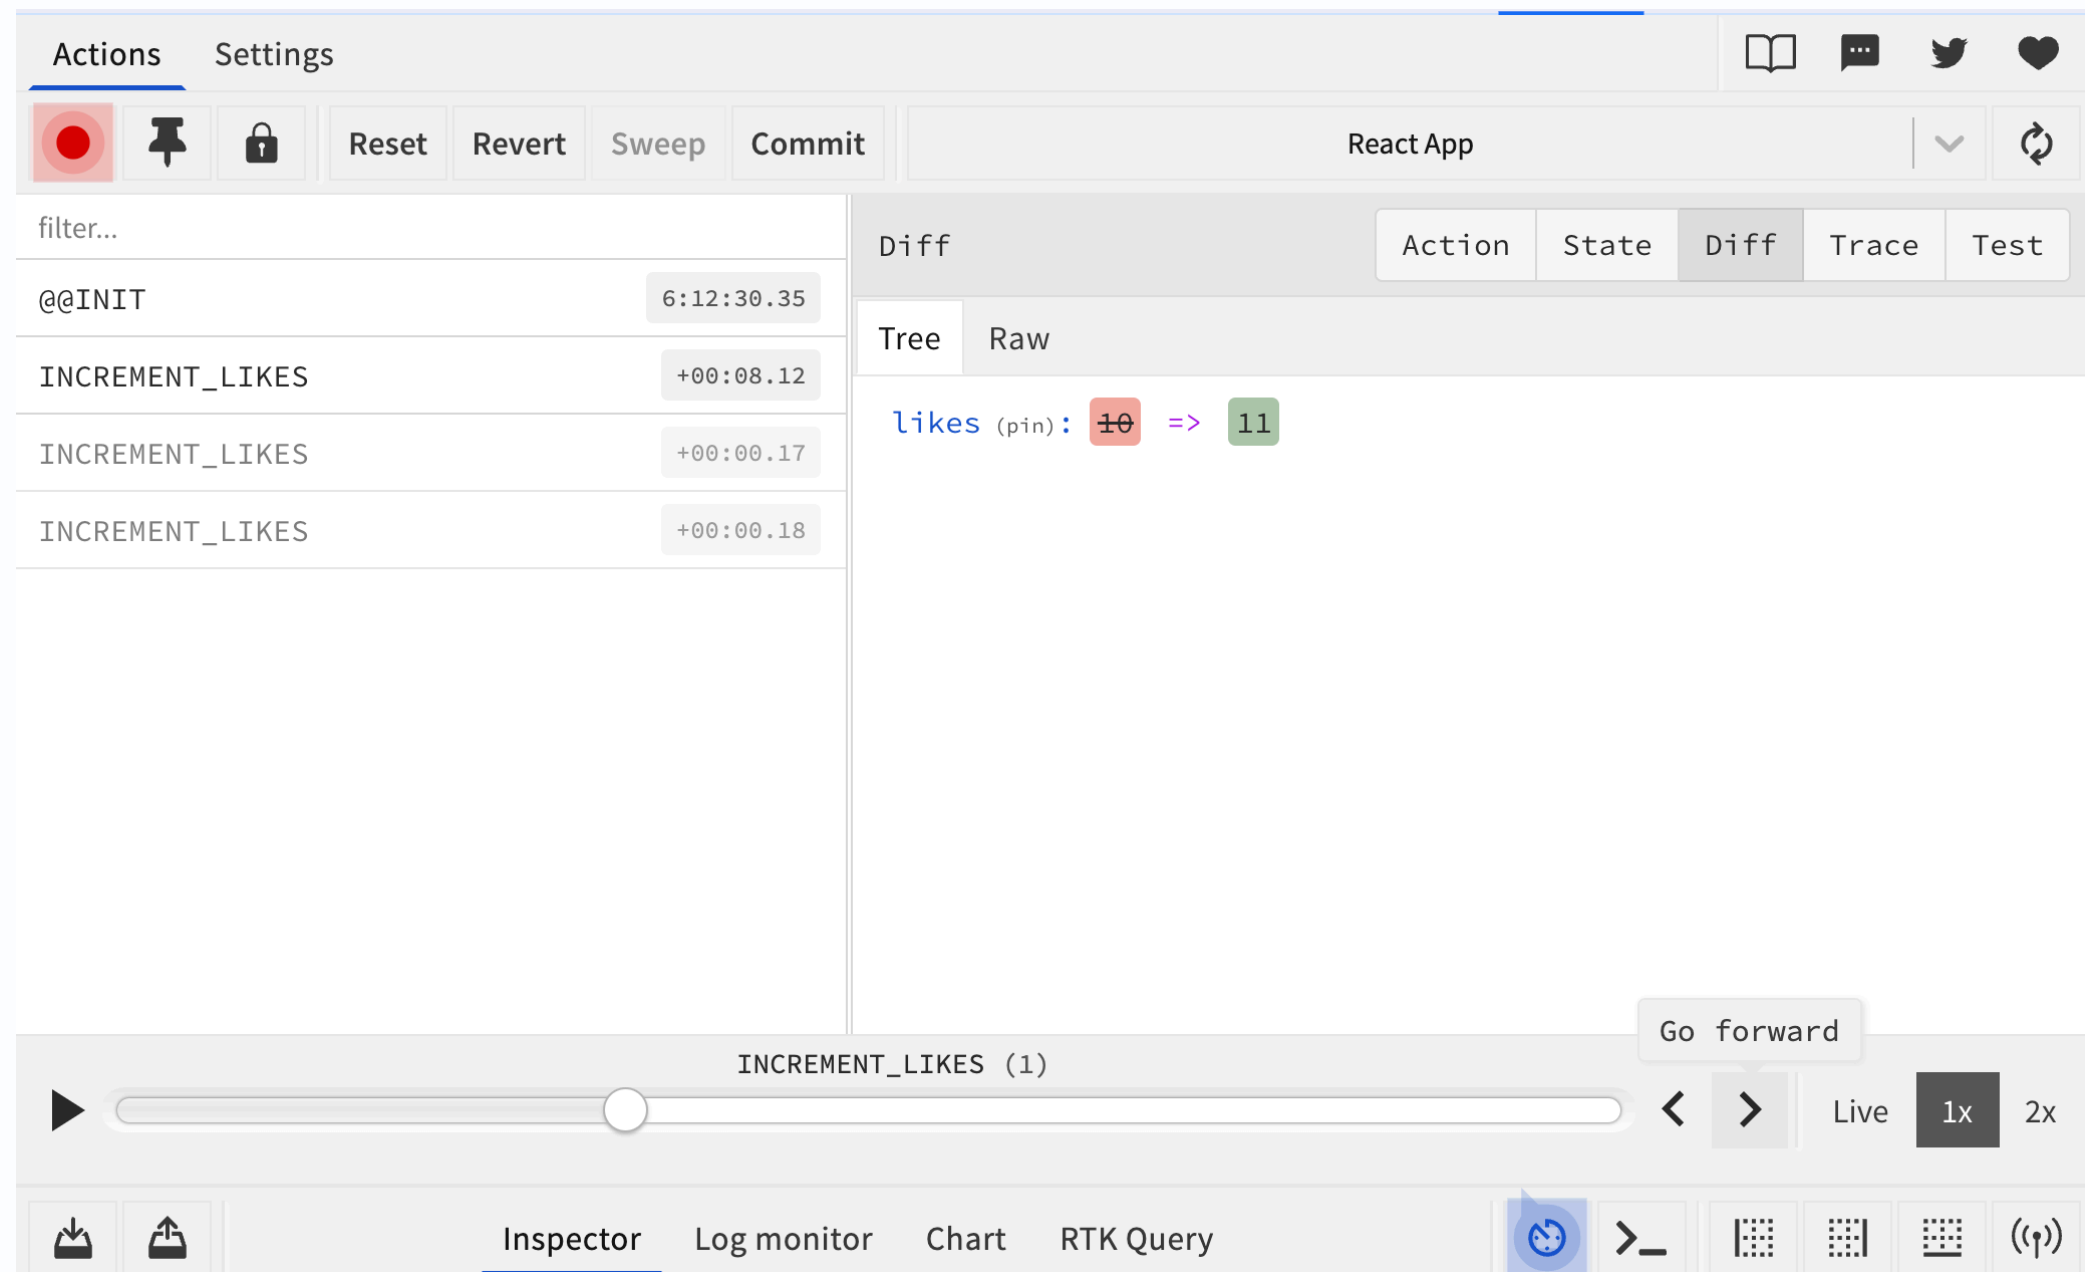 Actions Settings
Reset Revert Sweep Commit React App
filter...
@@INIT 6:12:30.35
INCREMENT_LIKES +00:08.12
INCREMENT_LIKES +00:00.17
INCREMENT_LIKES +00:00.18
Diff Action State Diff Trace Test
Tree Raw
likes (pin): 10 => 11
Go forward
INCREMENT_LIKES (1)
Live 1x 2x
Inspector Log monitor Chart RTK Query